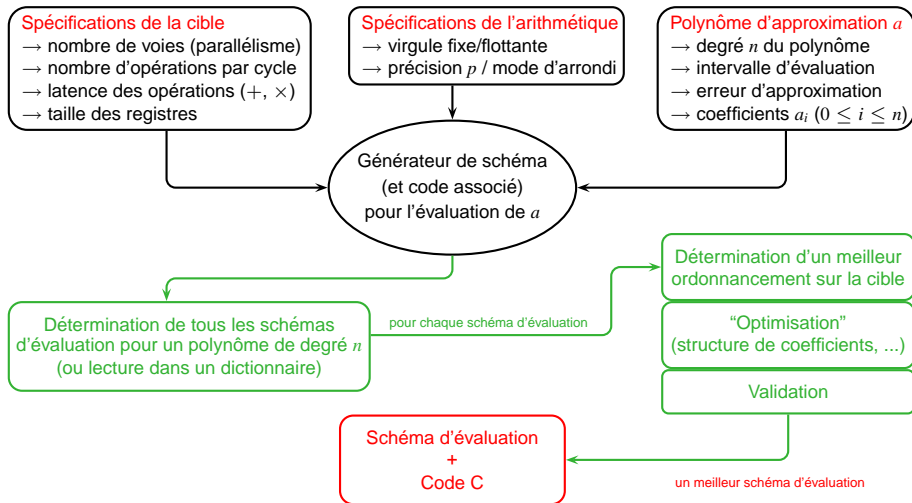 Spécifications de la cible
→ nombre de voies (parallélisme)
→ nombre d'opérations par cycle
→ latence des opérations (+, ×)
→ taille des registres
Spécifications de l'arithmétique
→ virgule fixe/flottante
→ précision p / mode d'arrondi
Polynôme d'approximation a
→ degré n du polynôme
→ intervalle d'évaluation
→ erreur d'approximation
→ coefficients aᵢ (0 ≤ i ≤ n)
Générateur de schéma
(et code associé)
pour l'évaluation de a
Détermination de tous les schémas
d'évaluation pour un polynôme de degré n
(ou lecture dans un dictionnaire)
pour chaque schéma d'évaluation
Détermination d'un meilleur
ordonnancement sur la cible
“Optimisation”
(structure de coefficients, ...)
Validation
Schéma d'évaluation
+
Code C
un meilleur schéma d'évaluation